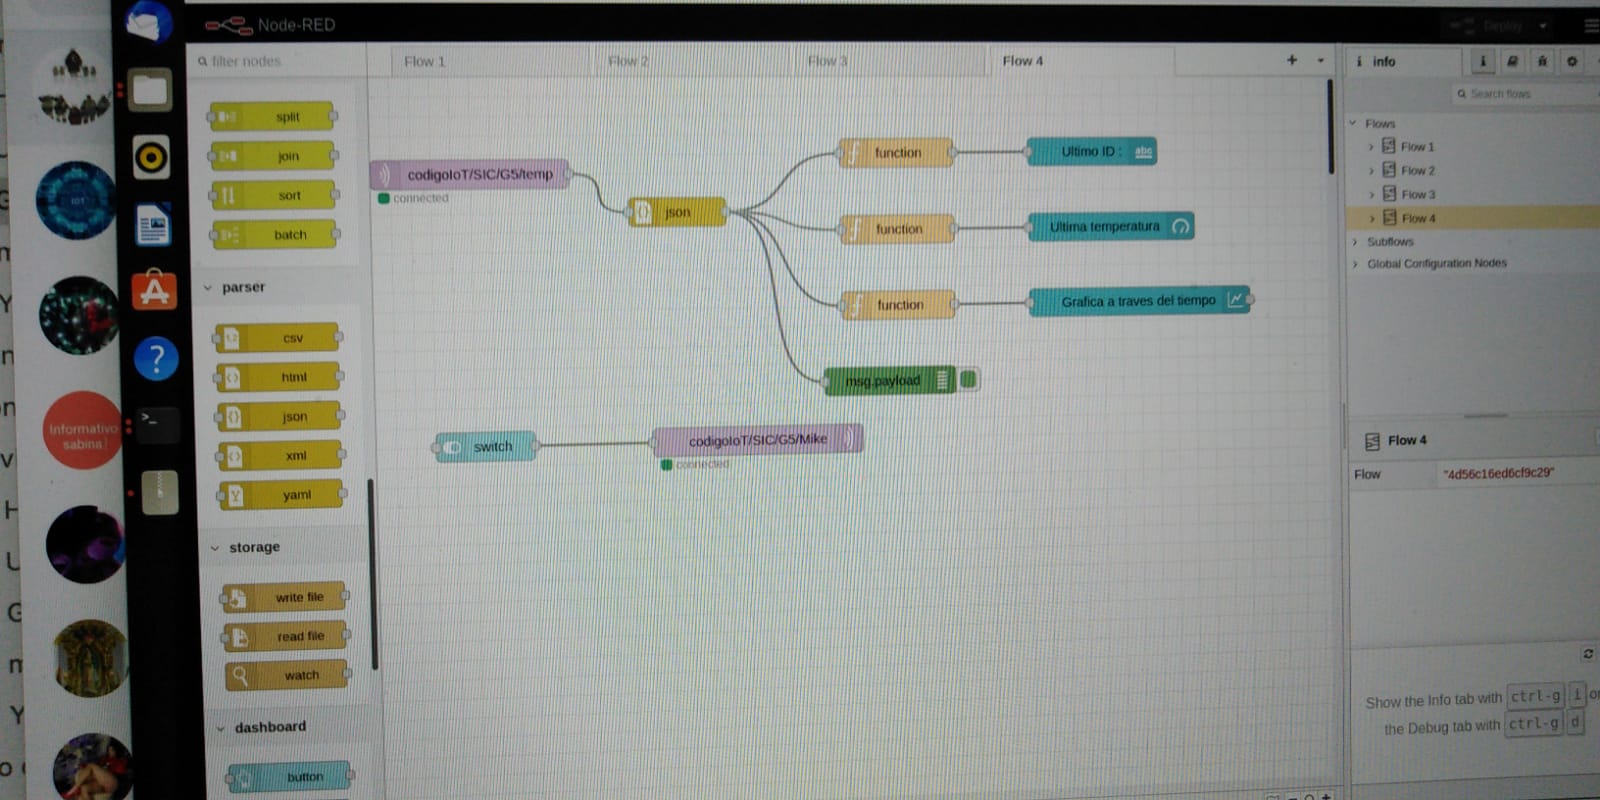 Node-RED
Deploy
filter nodes
Flow 1
Flow 2
Flow 3
Flow 4
i info
Search flows
split
join
sort
batch
parser
csv
html
json
xml
yaml
storage
write file
read file
watch
dashboard
button
codigoIoT/SIC/G5/temp
connected
json
function
Ultimo ID :
abc
function
Ultima temperatura
function
Grafica a traves del tiempo
msg.payload
switch
codigoIoT/SIC/G5/Mike
connected
Flows
Flow 1
Flow 2
Flow 3
Flow 4
Subflows
Global Configuration Nodes
Flow 4
Flow "4d56c16ed6cf9c29"
Show the Info tab with ctrl-g i or
the Debug tab with ctrl-g d
Informativo
sabina
IOT